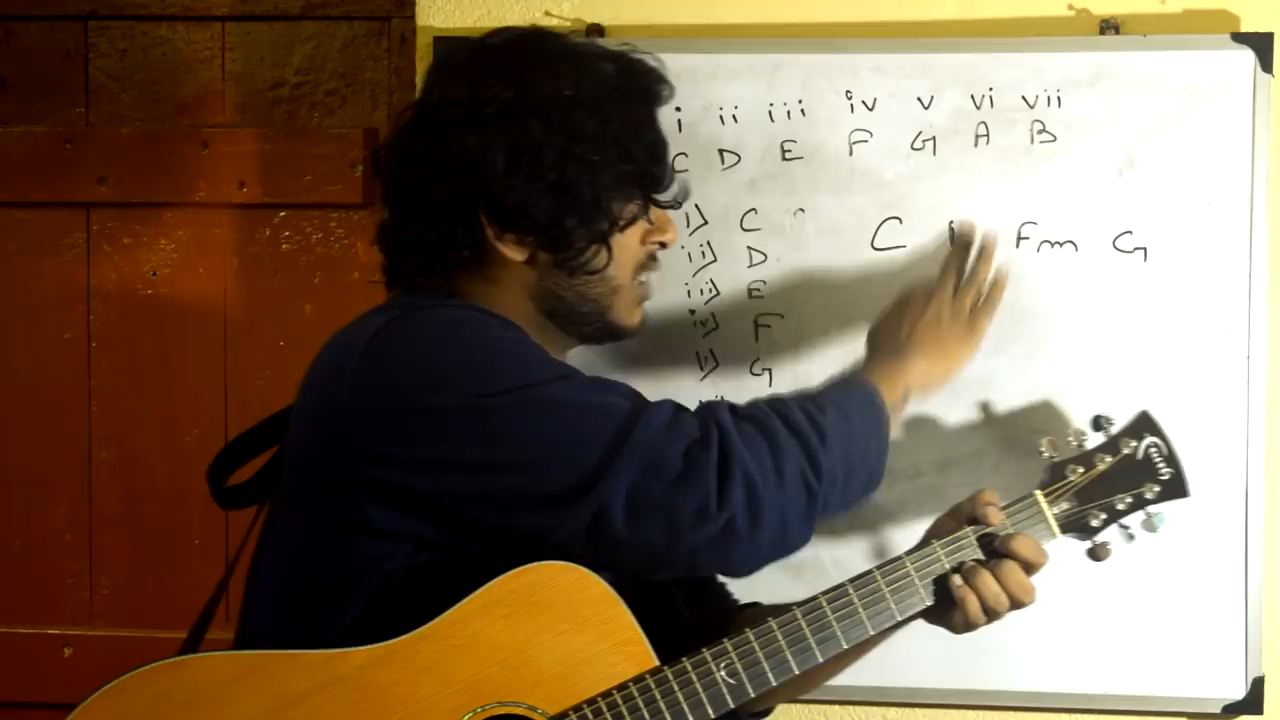 i ii iii iv v vi vii
C D E F G A B
i) C
ii) D
iii) E
iv) F
v) G
C Fm G